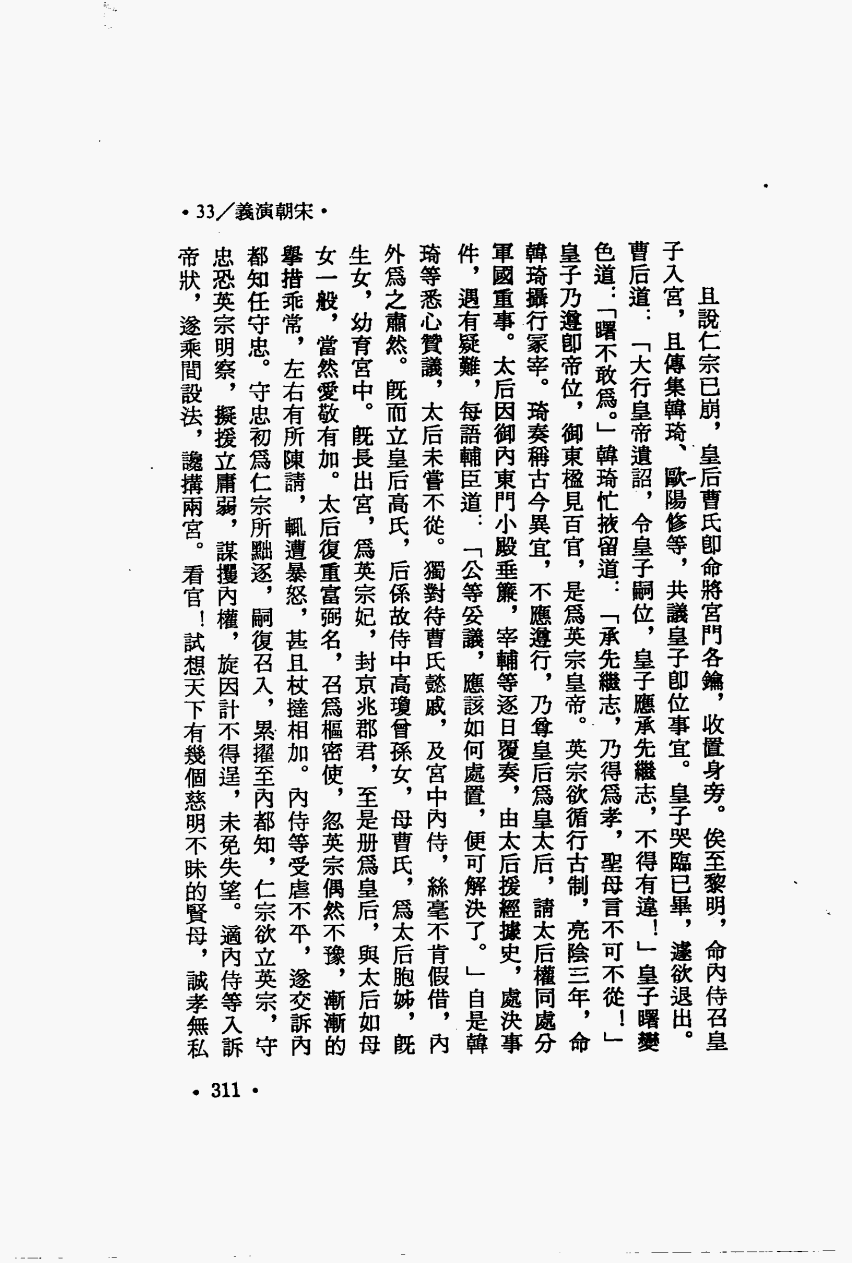 •宋朝演義／33•
且說仁宗已崩，皇后曹氏卽命將宮門各鑰，收置身旁。俟至黎明，命內侍召皇
子入宮，且傳集韓琦、歐陽修等，共議皇子卽位事宜。皇子哭臨已畢，遽欲退出。
曹后道：「大行皇帝遺詔，令皇子嗣位，皇子應承先繼志，不得有違！」皇子曙變
色道：「曙不敢爲。」韓琦忙掖留道：「承先繼志，乃得爲孝，聖母言不可不從！」
皇子乃遵卽帝位，御東楹見百官，是爲英宗皇帝。英宗欲循行古制，亮陰三年，命
韓琦攝行冢宰。琦奏稱古今異宜，不應遵行，乃尊皇后爲皇太后，請太后權同處分
軍國重事。太后因御內東門小殿垂簾，宰輔等逐日覆奏，由太后援經據史，處決事
件，遇有疑難，每語輔臣道：「公等妥議，應該如何處置，便可解決了。」自是韓
琦等悉心贊議，太后未嘗不從。獨對待曹氏懿戚，及宮中內侍，絲毫不肯假借，內
外爲之肅然。旣而立皇后高氏，后係故侍中高瓊曾孫女，母曹氏，爲太后胞姊，旣
生女，幼育宮中。旣長出宮，爲英宗妃，封京兆郡君，至是册爲皇后，與太后如母
女一般，當然愛敬有加。太后復重富弼名，召爲樞密使，忽英宗偶然不豫，漸漸的
舉措乖常，左右有所陳請，輒遭暴怒，甚且杖撻相加。內侍等受虐不平，遂交訴內
都知任守忠。守忠初爲仁宗所黜逐，嗣復召入，累擢至內都知，仁宗欲立英宗，守
忠恐英宗明察，擬援立庸弱，謀攬內權，旋因計不得逞，未免失望。適內侍等入訴
帝狀，遂乘間設法，讒搆兩宮。看官！試想天下有幾個慈明不昧的賢母，誠孝無私
•311•